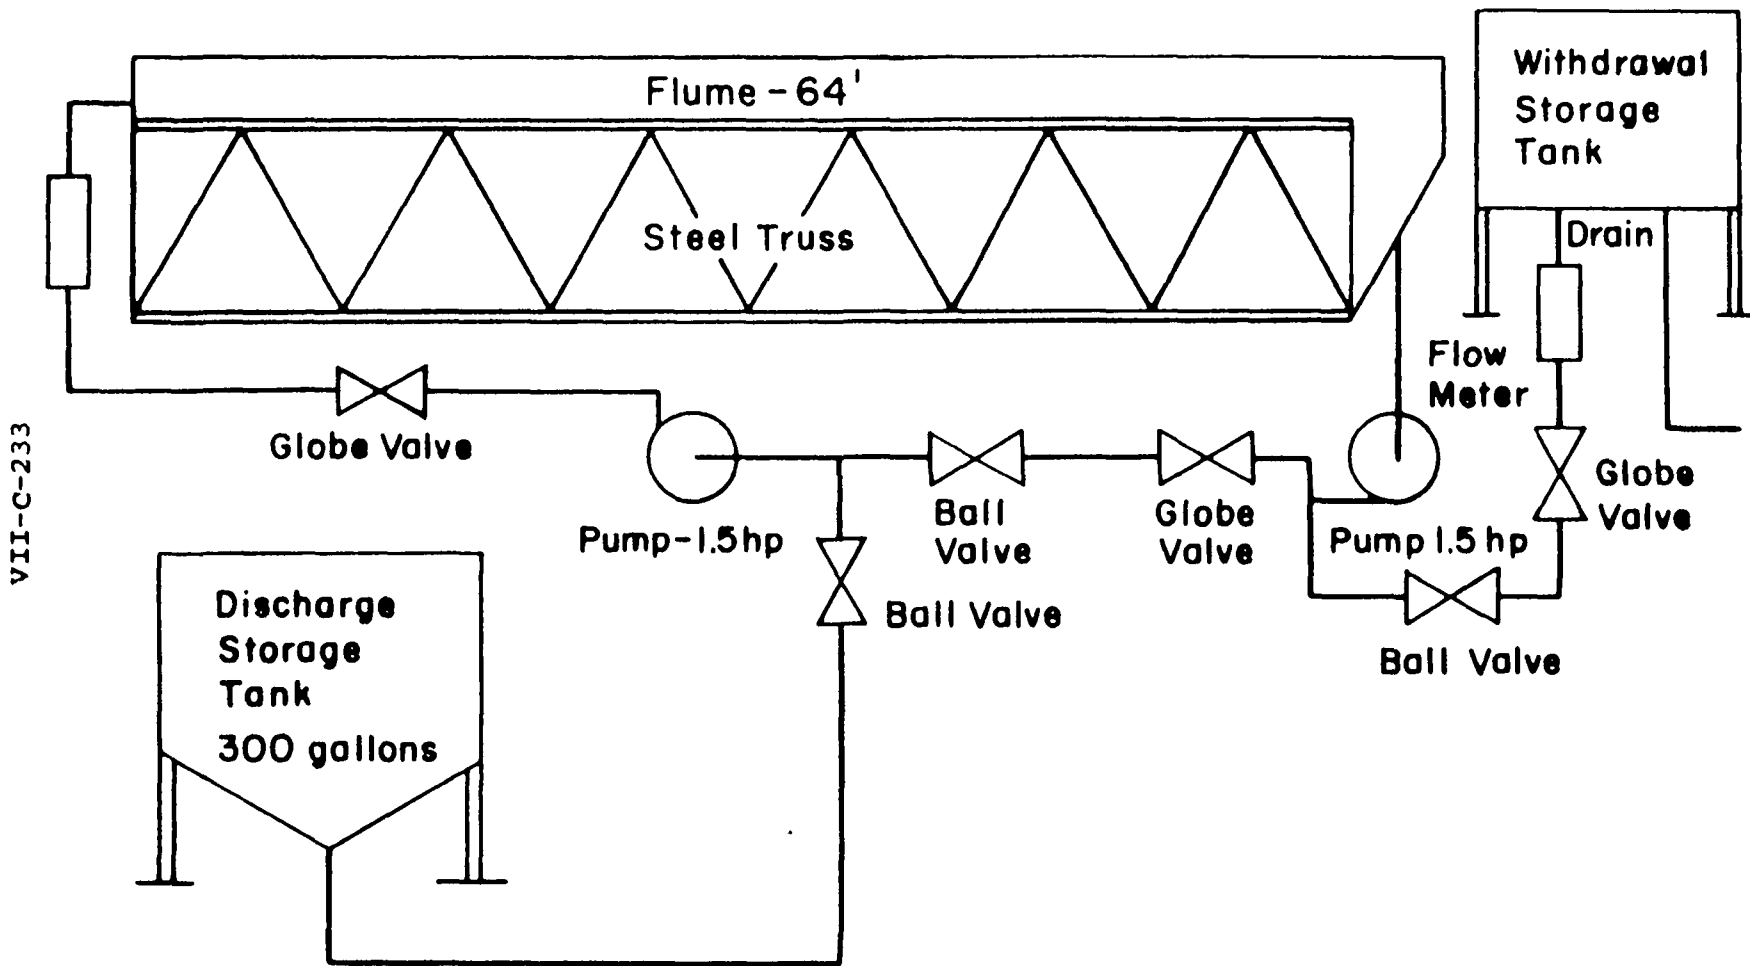 Flume - 64'
Withdrawal
Storage
Tank
Steel Truss
Drain
Flow
Meter
Globe Valve
Globe
Valve
Ball
Valve
Globe
Valve
Pump-1.5hp
Pump 1.5 hp
Ball Valve
Ball Valve
Discharge
Storage
Tank
300 gallons
VII-C-233